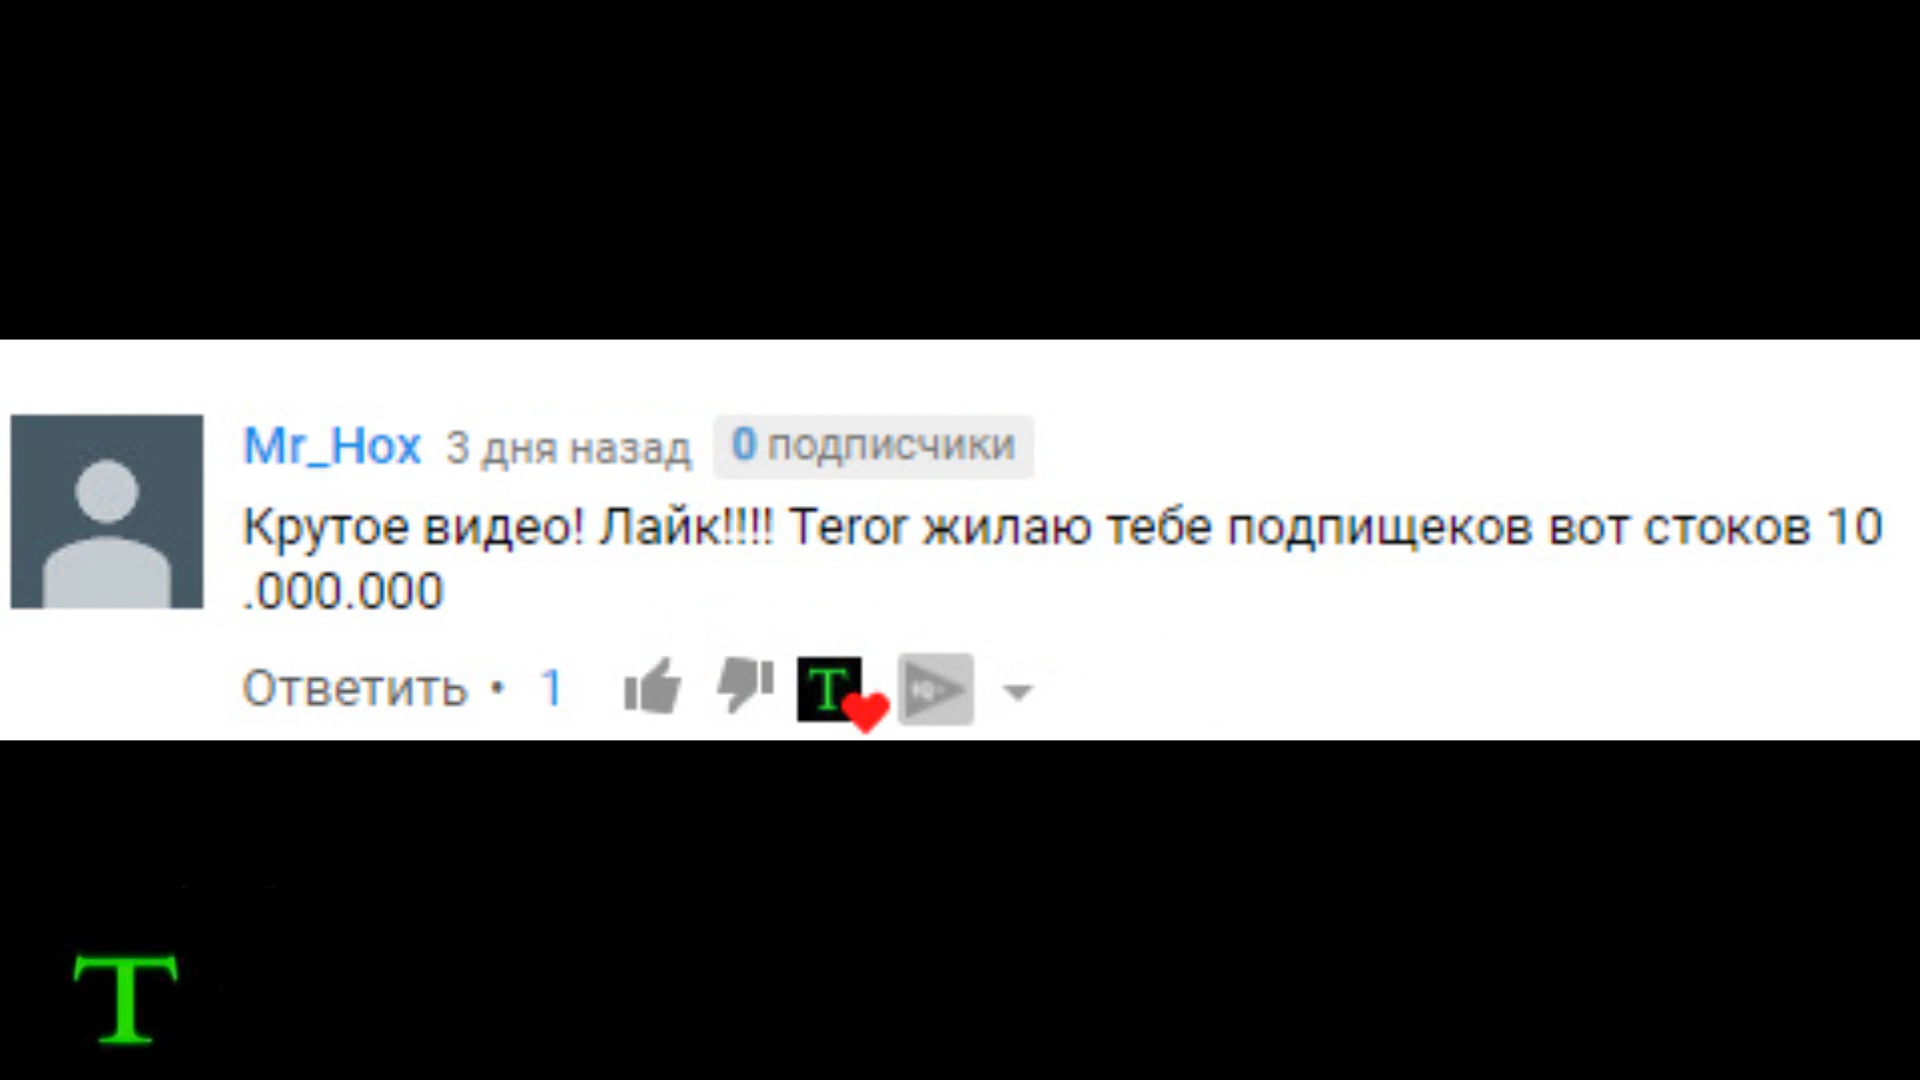 Mr_Hox 3 дня назад 0 подписчики
Крутое видео! Лайк!!!! Teror жилаю тебе подпищеков вот стоков 10
.000.000
Ответить • 1 T
T